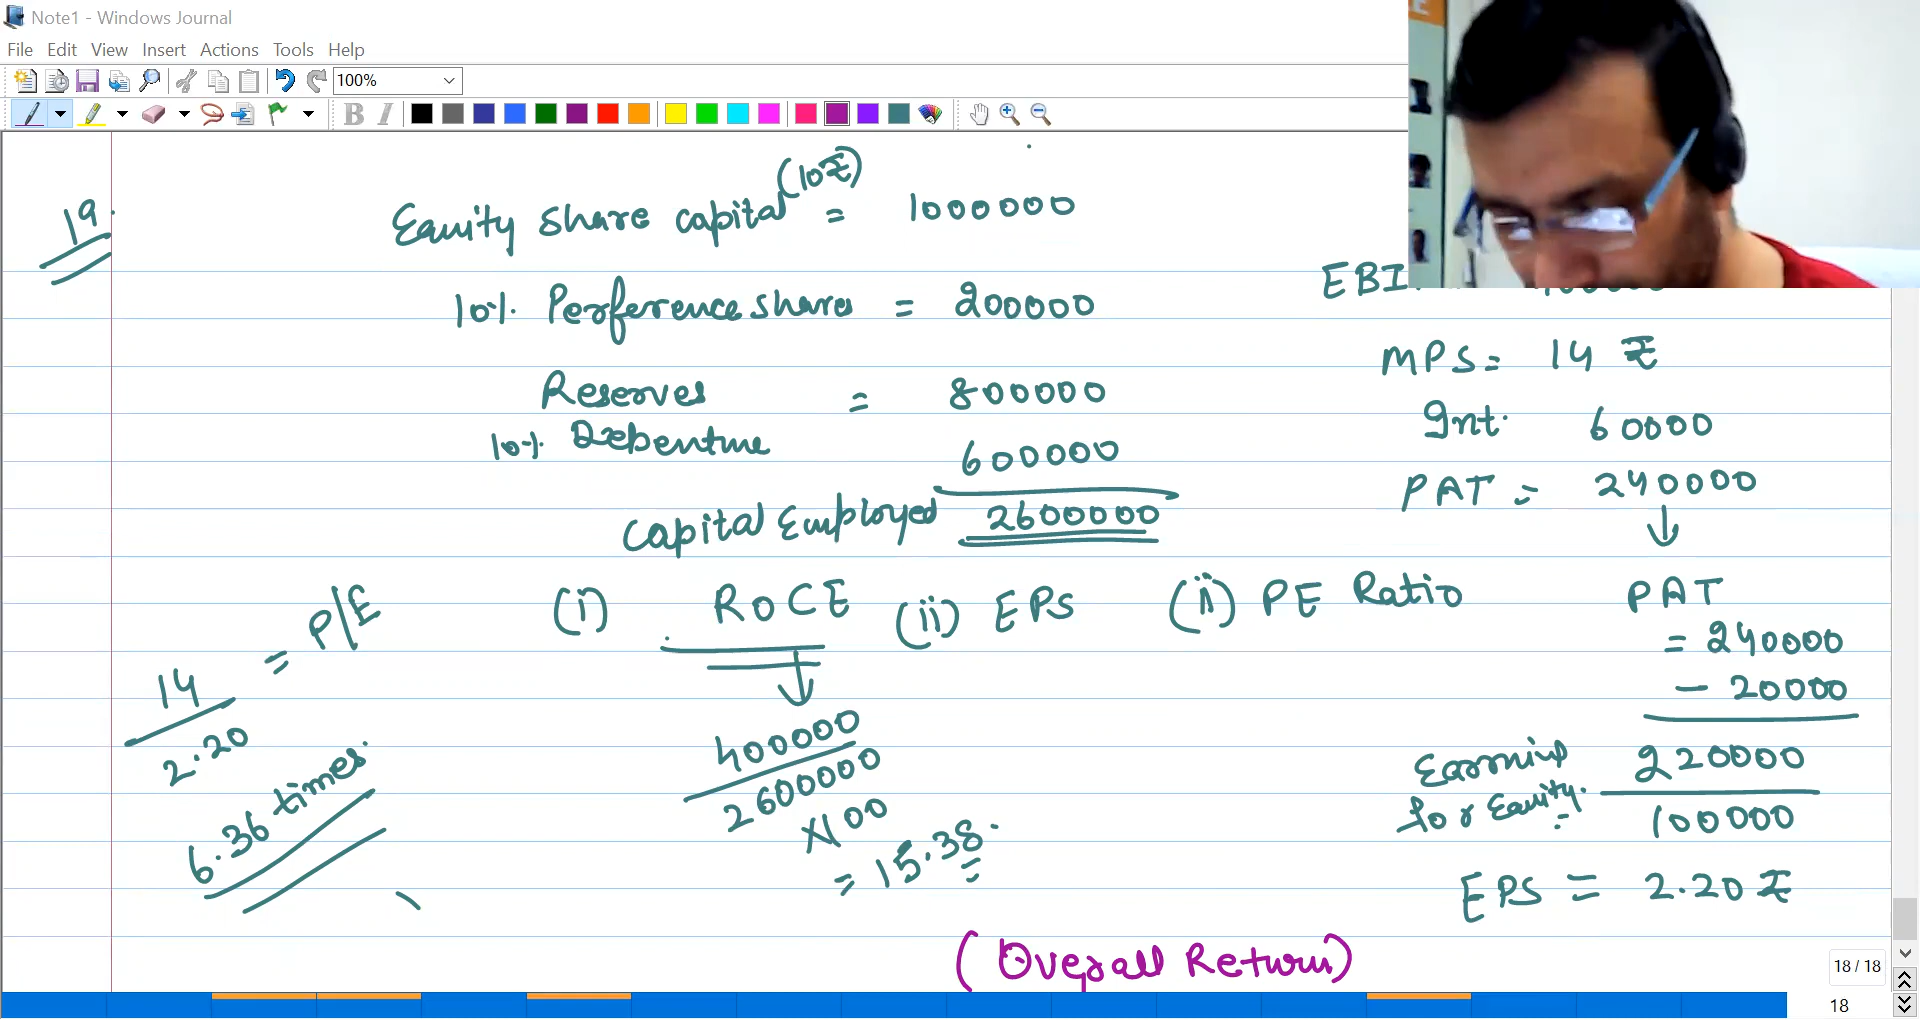 Note1 - Windows Journal
File Edit View Insert Actions Tools Help
100%
19.
Equity share capital (10₹) = 1000000
10% Perference share = 200000
Reserves = 800000
10% Debenture 600000
Capital Employed 2600000
EBI
MPS = 14 ₹
Int. 60000
PAT = 240000
(i) ROCE (ii) EPS (ii) PE Ratio
14 / 2.20 = P/E
6.36 times.
400000
2600000
X100
= 15.38.
PAT
= 240000
- 20000
Earning for Equity. 220000
100000
EPS = 2.20 ₹
(Overall Return)
18 / 18
18